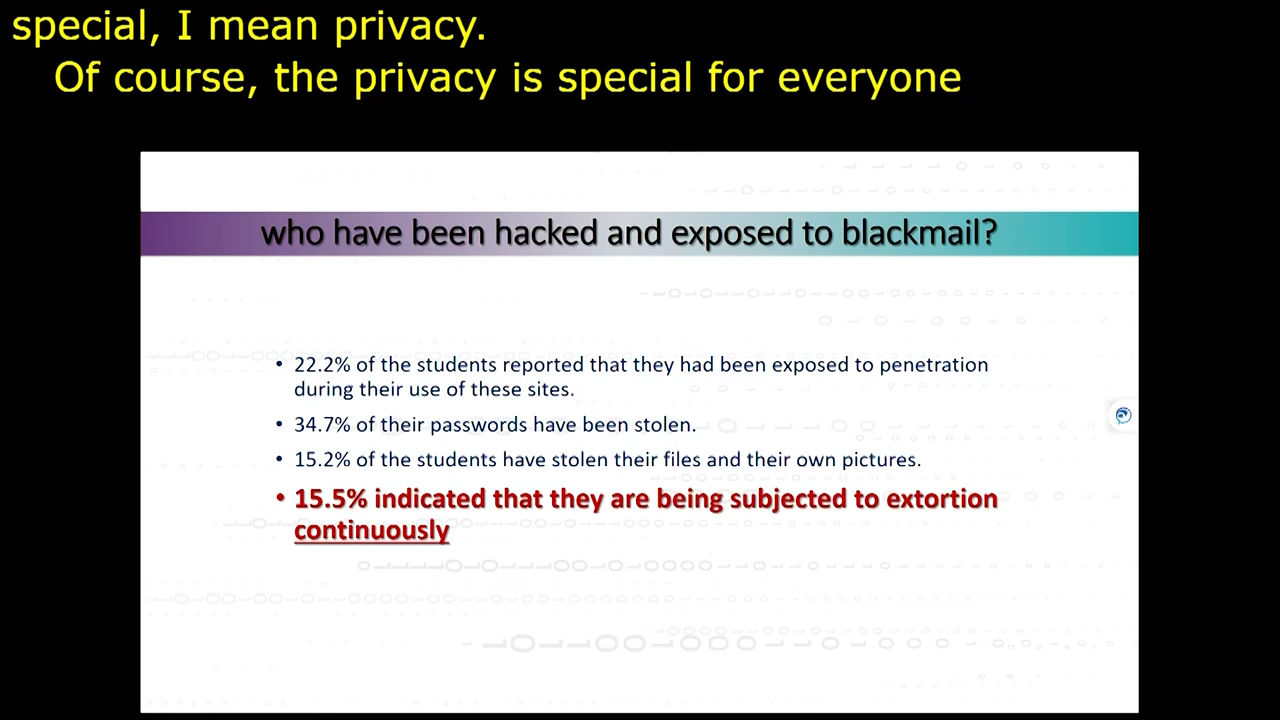 special, I mean privacy.
Of course, the privacy is special for everyone
who have been hacked and exposed to blackmail?
• 22.2% of the students reported that they had been exposed to penetration
during their use of these sites.
• 34.7% of their passwords have been stolen.
• 15.2% of the students have stolen their files and their own pictures.
• 15.5% indicated that they are being subjected to extortion
continuously